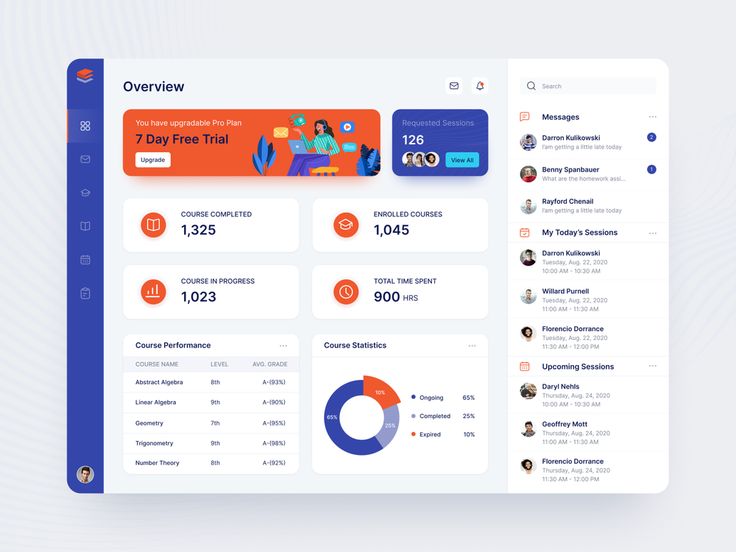 Overview
You have upgradable Pro Plan
7 Day Free Trial
Upgrade
Requested Sessions
126
View All
COURSE COMPLETED
1,325
ENROLLED COURSES
1,045
COURSE IN PROGRESS
1,023
TOTAL TIME SPENT
900 HRS
Course Performance
COURSE NAME LEVEL AVG. GRADE
Abstract Algebra 8th A-(93%)
Linear Algebra 9th A-(90%)
Geometry 7th A-(95%)
Trigonometry 9th A-(98%)
Number Theory 8th A-(92%)
Course Statistics
10%
65%
25%
Ongoing 65%
Completed 25%
Expired 10%
Search
Messages
Darron Kulikowski 2
I'am getting a little late today
Benny Spanbauer 1
What are the homtework assi...
Rayford Chenail
I'am getting a little late today
My Today's Sessions
Darron Kulikowski
Tuesday, Aug. 22, 2020
10:00 AM - 10:30 AM
Willard Purnell
Tuesday, Aug. 22, 2020
11:00 AM - 11:30 AM
Florencio Dorrance
Tuesday, Aug. 22, 2020
11:30 AM - 12:00 PM
Upcoming Sessions
Daryl Nehls
Thursday, Aug. 24, 2020
10:00 AM - 10:30 AM
Geoffrey Mott
Thursday, Aug. 24, 2020
11:00 AM - 11:30 AM
Florecio Dorrance
Thursday, Aug. 24, 2020
11:30 AM - 12:00 PM